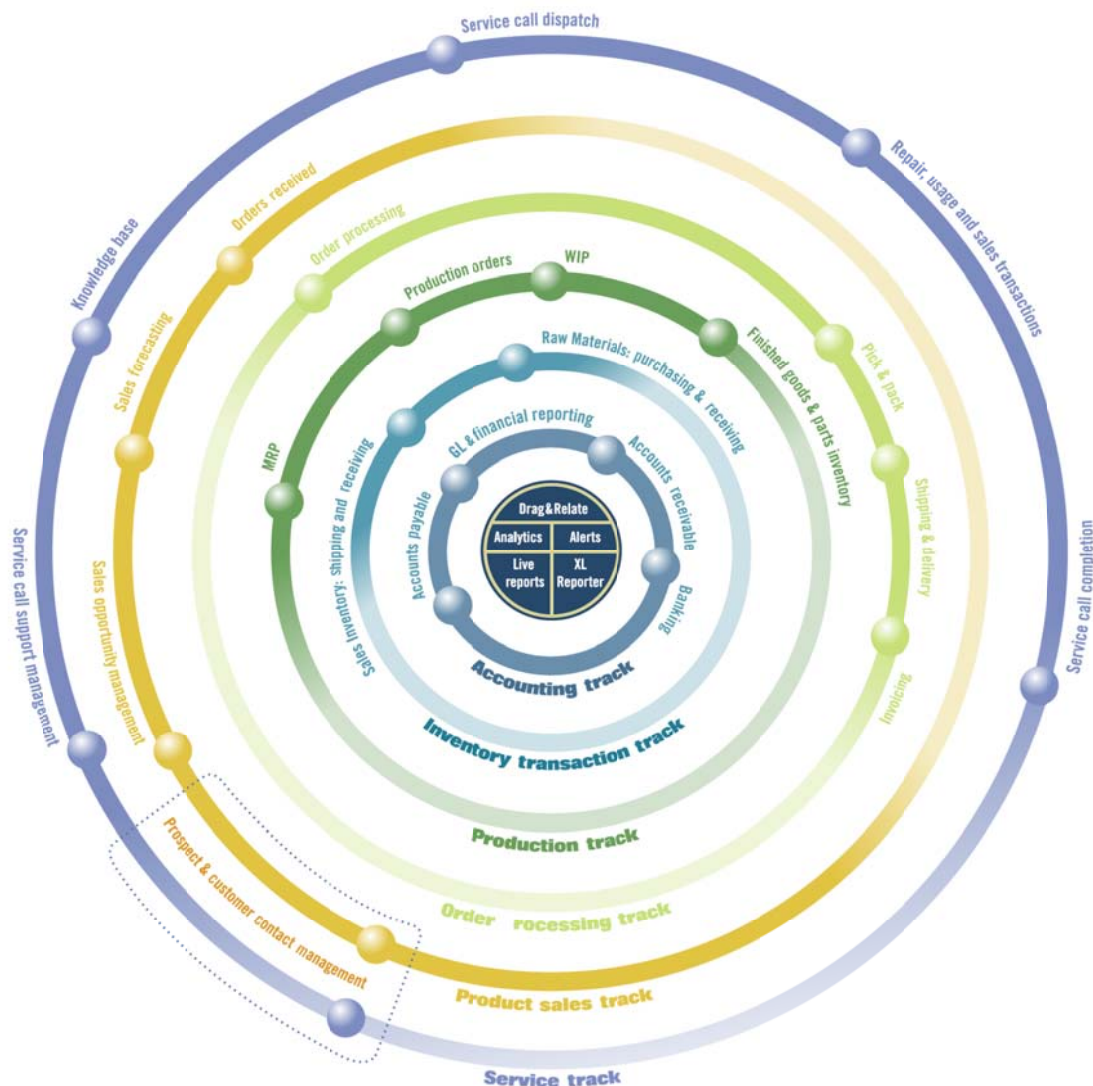 Service call dispatch
Repair, usage and sales transactions
Knowledge base
Orders received
Order processing
Sales forecasting
Production orders
WIP
Raw Materials: purchasing & receiving
Finished goods & parts inventory
Pick & pack
MRP
GL & financial reporting
Accounts receivable
Sales Inventory: shipping and receiving
Accounts payable
Drag & Relate
Analytics
Alerts
Live
reports
XL
Reporter
Shipping & delivery
Banking
Service call support management
Sales opportunity management
Service call completion
Invoicing
Accounting track
Inventory transaction track
Production track
Prospect & customer contact management
Order rocessing track
Product sales track
Service track